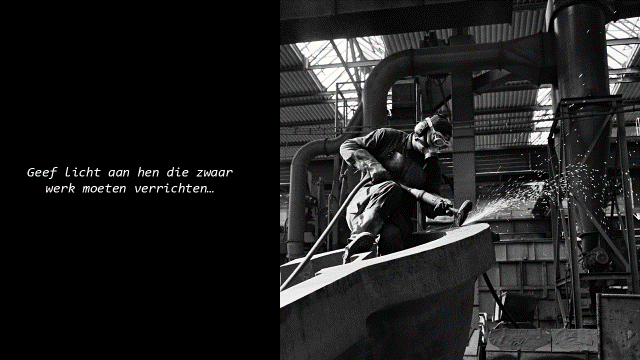 Geef licht aan hen die zwaar
werk moeten verrichten…